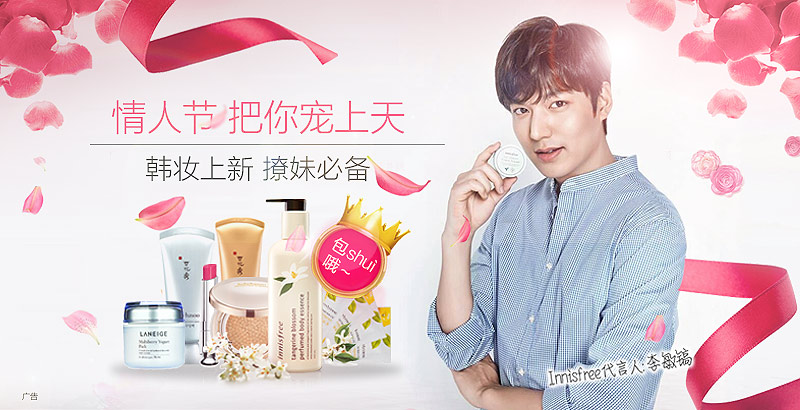 情人节 把你宠上天
韩妆上新 撩妹必备
包shui
哦~
LANEIGE
innisfree
tangerine blossom
perfumed body essence
Innisfree代言人·李敏镐
广告